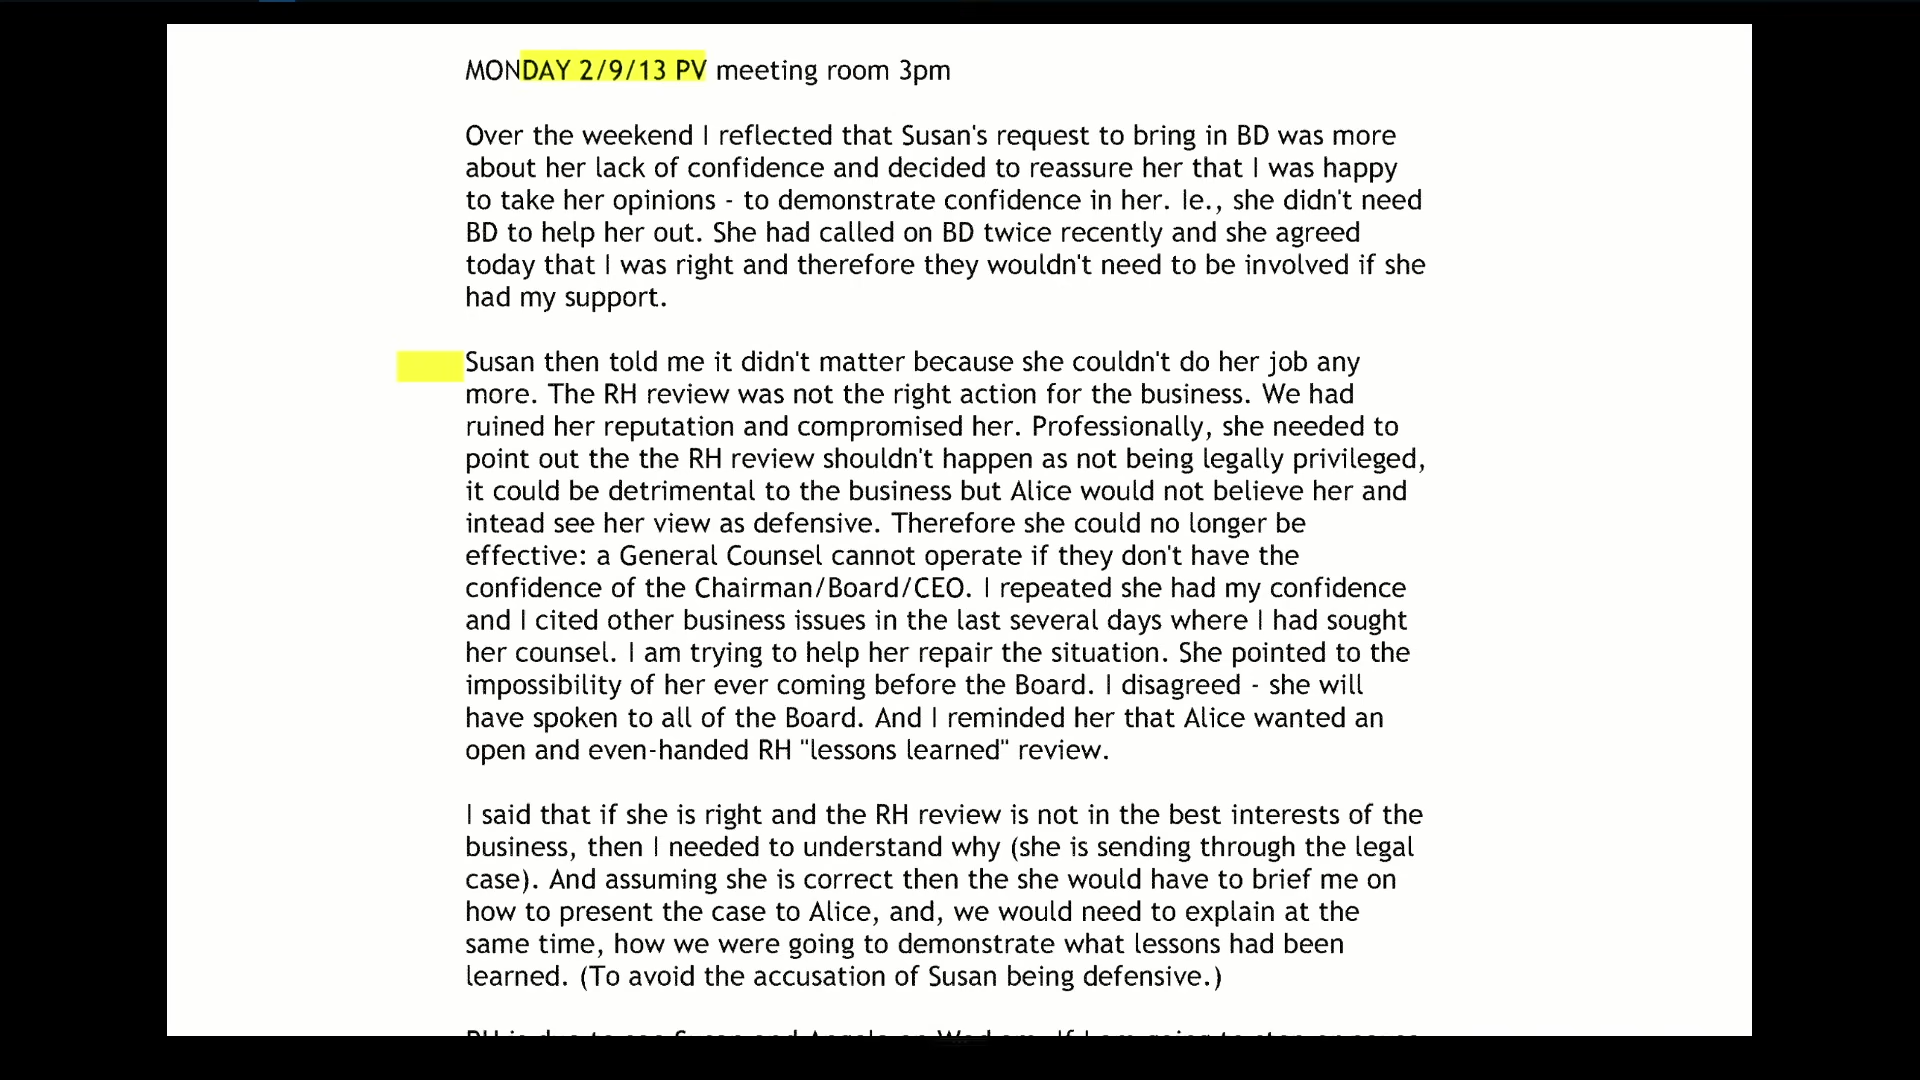 MONDAY 2/9/13 PV meeting room 3pm
Over the weekend I reflected that Susan's request to bring in BD was more
about her lack of confidence and decided to reassure her that I was happy
to take her opinions - to demonstrate confidence in her. Ie., she didn't need
BD to help her out. She had called on BD twice recently and she agreed
today that I was right and therefore they wouldn't need to be involved if she
had my support.
Susan then told me it didn't matter because she couldn't do her job any
more. The RH review was not the right action for the business. We had
ruined her reputation and compromised her. Professionally, she needed to
point out the the RH review shouldn't happen as not being legally privileged,
it could be detrimental to the business but Alice would not believe her and
intead see her view as defensive. Therefore she could no longer be
effective: a General Counsel cannot operate if they don't have the
confidence of the Chairman/Board/CEO. I repeated she had my confidence
and I cited other business issues in the last several days where I had sought
her counsel. I am trying to help her repair the situation. She pointed to the
impossibility of her ever coming before the Board. I disagreed - she will
have spoken to all of the Board. And I reminded her that Alice wanted an
open and even-handed RH "lessons learned" review.
I said that if she is right and the RH review is not in the best interests of the
business, then I needed to understand why (she is sending through the legal
case). And assuming she is correct then the she would have to brief me on
how to present the case to Alice, and, we would need to explain at the
same time, how we were going to demonstrate what lessons had been
learned. (To avoid the accusation of Susan being defensive.)